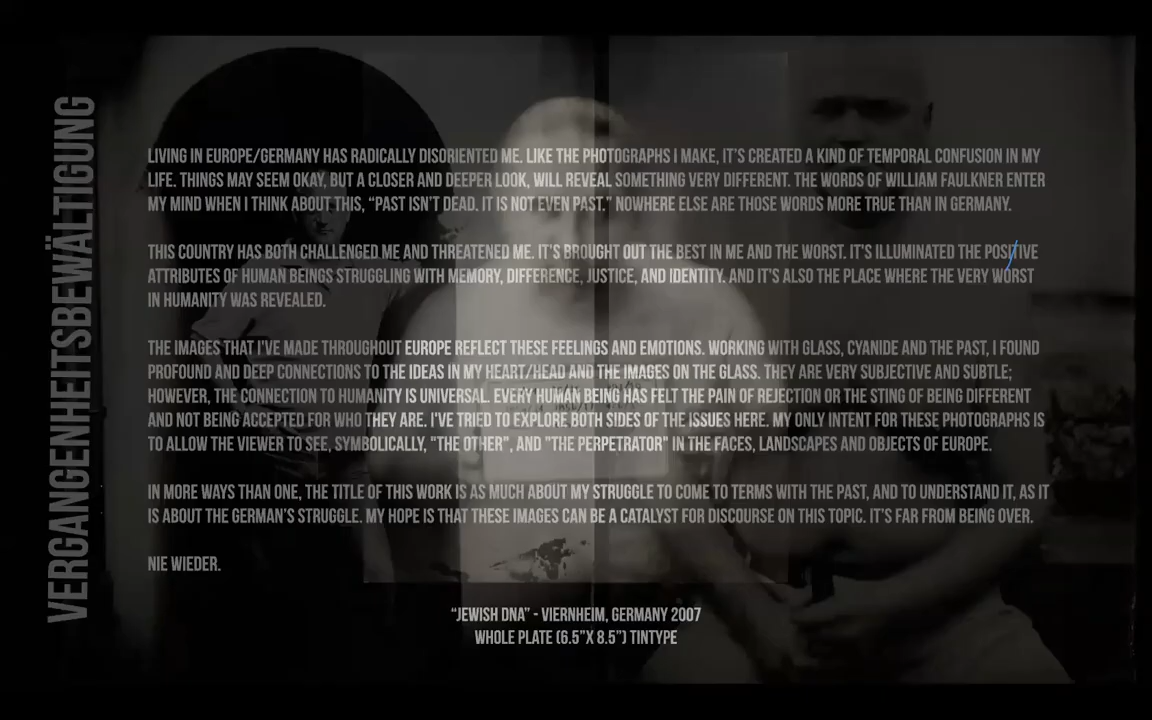 VERGANGENHEITSBEWÄLTIGUNG
LIVING IN EUROPE/GERMANY HAS RADICALLY DISORIENTED ME. LIKE THE PHOTOGRAPHS I MAKE, IT'S CREATED A KIND OF TEMPORAL CONFUSION IN MY
LIFE. THINGS MAY SEEM OKAY, BUT A CLOSER AND DEEPER LOOK, WILL REVEAL SOMETHING VERY DIFFERENT. THE WORDS OF WILLIAM FAULKNER ENTER
MY MIND WHEN I THINK ABOUT THIS, “PAST ISN'T DEAD. IT IS NOT EVEN PAST.” NOWHERE ELSE ARE THOSE WORDS MORE TRUE THAN IN GERMANY.
THIS COUNTRY HAS BOTH CHALLENGED ME AND THREATENED ME. IT'S BROUGHT OUT THE BEST IN ME AND THE WORST. IT'S ILLUMINATED THE POSITIVE
ATTRIBUTES OF HUMAN BEINGS STRUGGLING WITH MEMORY, DIFFERENCE, JUSTICE, AND IDENTITY. AND IT'S ALSO THE PLACE WHERE THE VERY WORST
IN HUMANITY WAS REVEALED.
THE IMAGES THAT I'VE MADE THROUGHOUT EUROPE REFLECT THESE FEELINGS AND EMOTIONS. WORKING WITH GLASS, CYANIDE AND THE PAST, I FOUND
PROFOUND AND DEEP CONNECTIONS TO THE IDEAS IN MY HEART/HEAD AND THE IMAGES ON THE GLASS. THEY ARE VERY SUBJECTIVE AND SUBTLE;
HOWEVER, THE CONNECTION TO HUMANITY IS UNIVERSAL. EVERY HUMAN BEING HAS FELT THE PAIN OF REJECTION OR THE STING OF BEING DIFFERENT
AND NOT BEING ACCEPTED FOR WHO THEY ARE. I'VE TRIED TO EXPLORE BOTH SIDES OF THE ISSUES HERE. MY ONLY INTENT FOR THESE PHOTOGRAPHS IS
TO ALLOW THE VIEWER TO SEE, SYMBOLICALLY, "THE OTHER", AND "THE PERPETRATOR" IN THE FACES, LANDSCAPES AND OBJECTS OF EUROPE.
IN MORE WAYS THAN ONE, THE TITLE OF THIS WORK IS AS MUCH ABOUT MY STRUGGLE TO COME TO TERMS WITH THE PAST, AND TO UNDERSTAND IT, AS IT
IS ABOUT THE GERMAN'S STRUGGLE. MY HOPE IS THAT THESE IMAGES CAN BE A CATALYST FOR DISCOURSE ON THIS TOPIC. IT'S FAR FROM BEING OVER.
NIE WIEDER.
“JEWISH DNA” - VIERNHEIM, GERMANY 2007
WHOLE PLATE (6.5”X 8.5”) TINTYPE